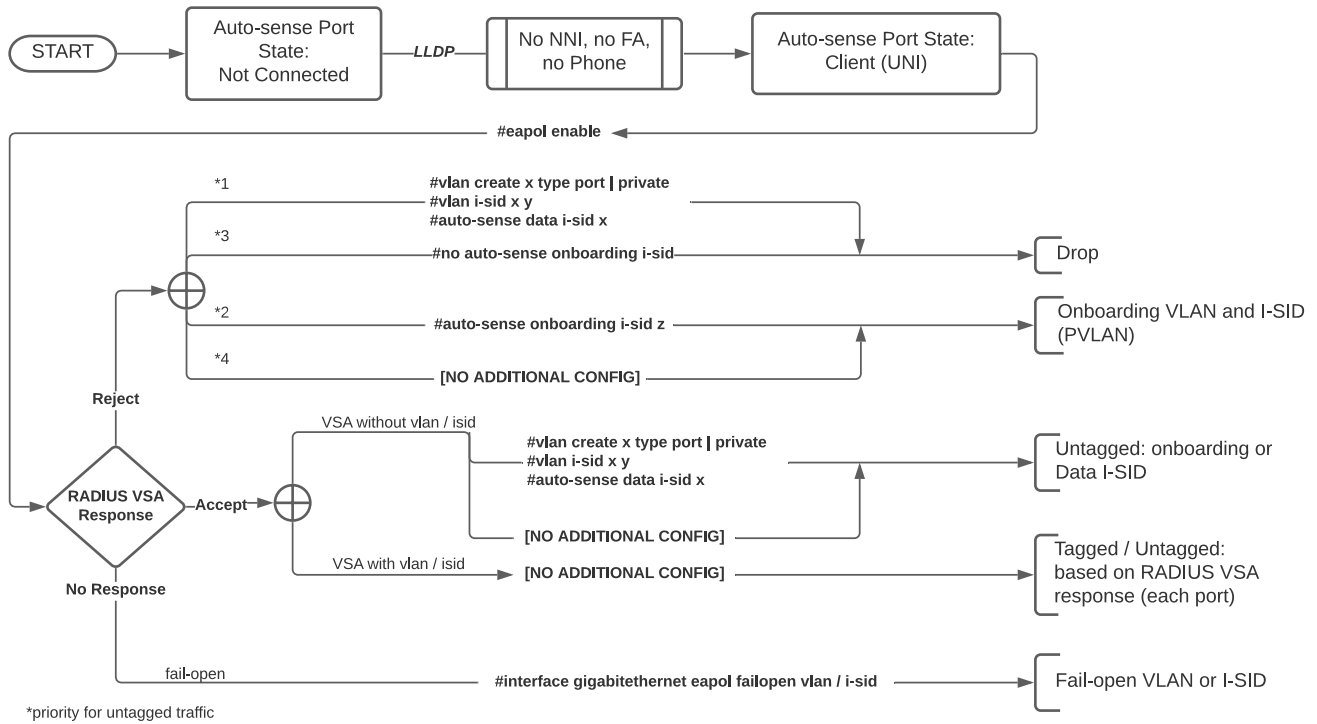 START
Auto-sense Port
State:
Not Connected
LLDP
No NNI, no FA,
no Phone
Auto-sense Port State:
Client (UNI)
#eapol enable
*1
#vlan create x type port | private
#vlan i-sid x y
#auto-sense data i-sid x
*3
#no auto-sense onboarding i-sid
Drop
*2
#auto-sense onboarding i-sid z
Onboarding VLAN and I-SID
(PVLAN)
*4
[NO ADDITIONAL CONFIG]
Reject
VSA without vlan / isid
#vlan create x type port | private
#vlan i-sid x y
#auto-sense data i-sid x
Untagged: onboarding or
Data I-SID
RADIUS VSA
Response
Accept
[NO ADDITIONAL CONFIG]
VSA with vlan / isid
[NO ADDITIONAL CONFIG]
Tagged / Untagged:
based on RADIUS VSA
response (each port)
No Response
fail-open
#interface gigabitethernet eapol failopen vlan / i-sid
Fail-open VLAN or I-SID
*priority for untagged traffic